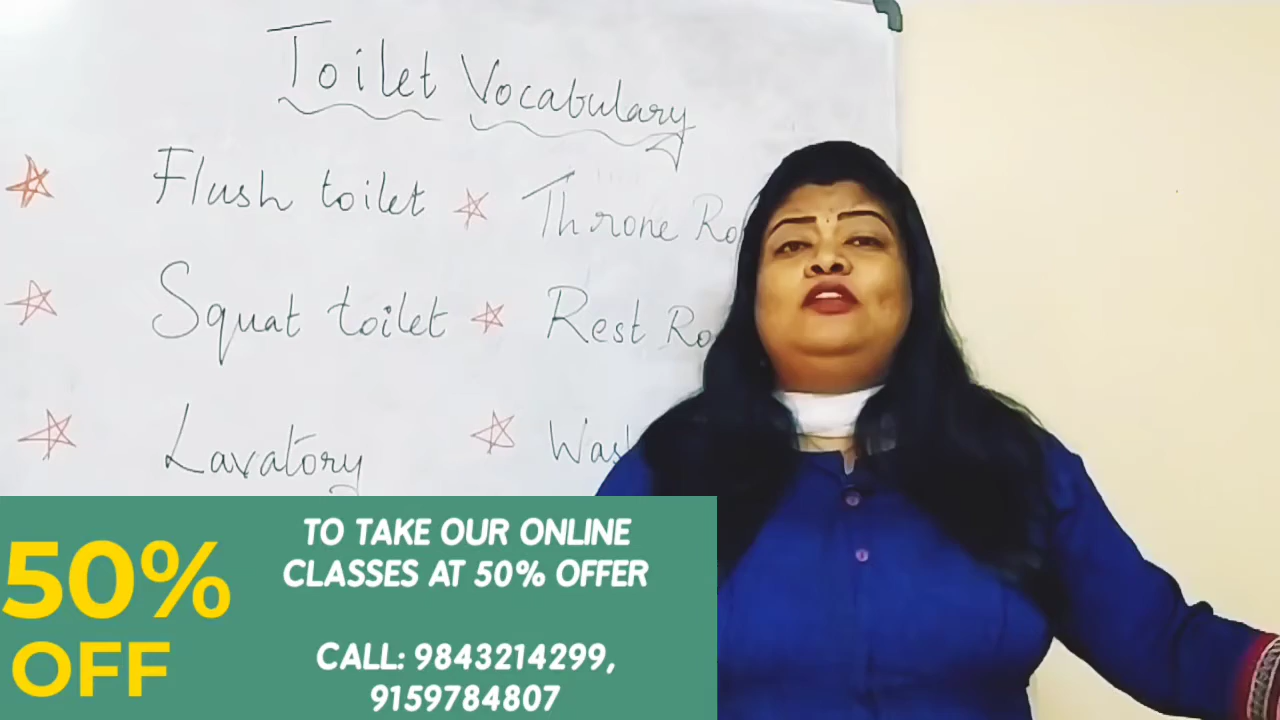 Toilet Vocabulary
Flush toilet
Throne
Squat toilet
Rest
Lavatory
50%
OFF
TO TAKE OUR ONLINE
CLASSES AT 50% OFFER
CALL: 9843214299,
9159784807